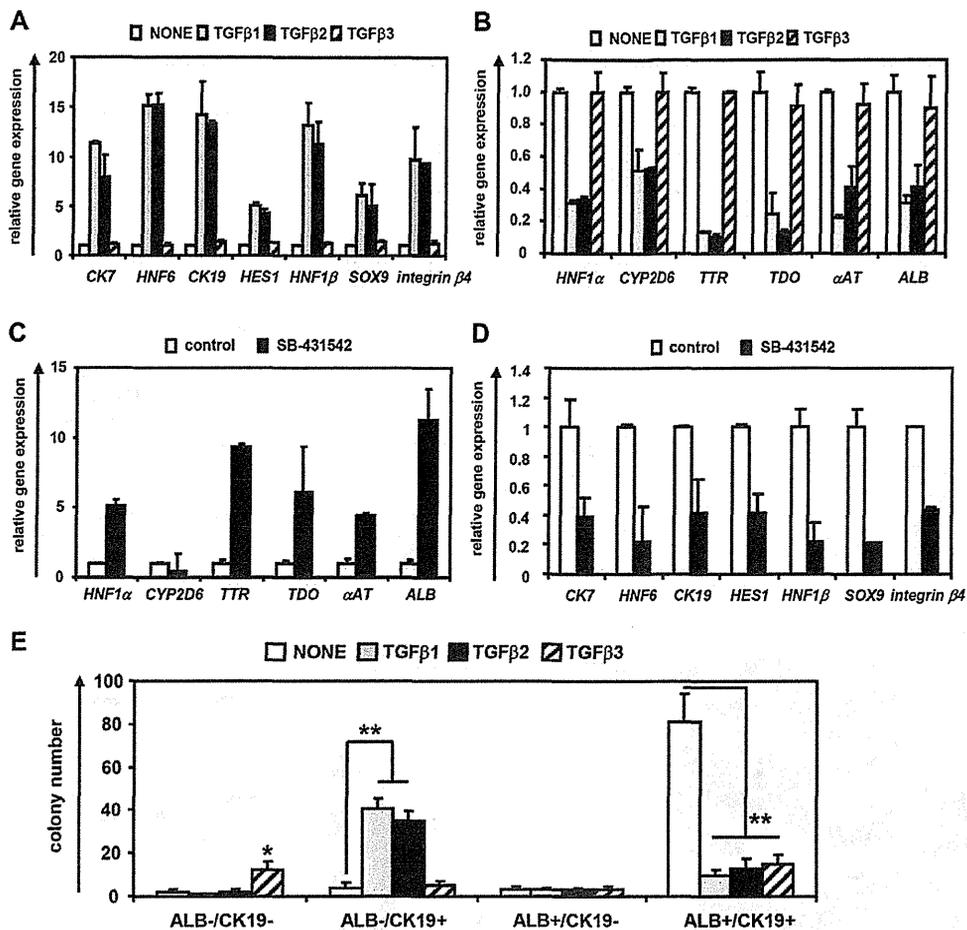 A
NONE TGFβ1 TGFβ2 TGFβ3
relative gene expression
20
15
10
5
0
CK7 HNF6 CK19 HES1 HNF1β SOX9 integrin β4
B
NONE TGFβ1 TGFβ2 TGFβ3
relative gene expression
1.2
1.0
0.8
0.6
0.4
0.2
0
HNF1α CYP2D6 TTR TDO αAT ALB
C
control SB-431542
relative gene expression
15
10
5
0
HNF1α CYP2D6 TTR TDO αAT ALB
D
control SB-431542
relative gene expression
1.4
1.2
1
0.8
0.6
0.4
0.2
0
CK7 HNF6 CK19 HES1 HNF1β SOX9 integrin β4
E
NONE TGFβ1 TGFβ2 TGFβ3
colony number
100
80
60
40
20
0
*
**
**
ALB-/CK19- ALB-/CK19+ ALB+/CK19- ALB+/CK19+